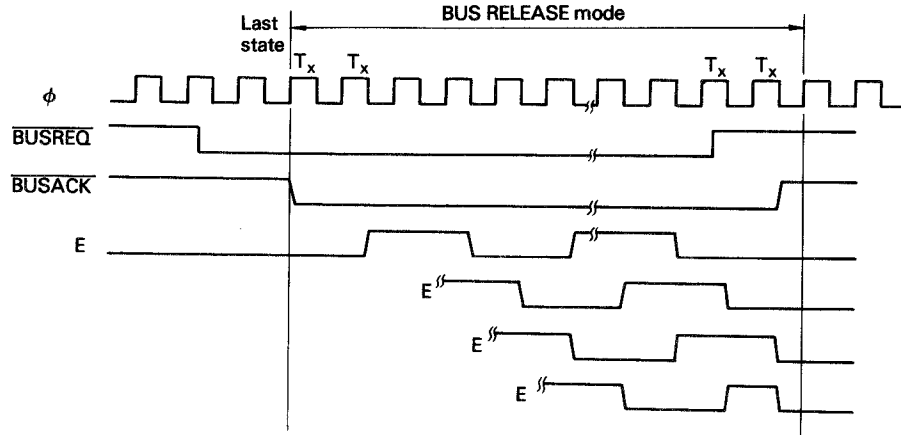 Last state
BUS RELEASE mode
Tx Tx Tx Tx
φ
BUSREQ
BUSACK
E
E
E
E